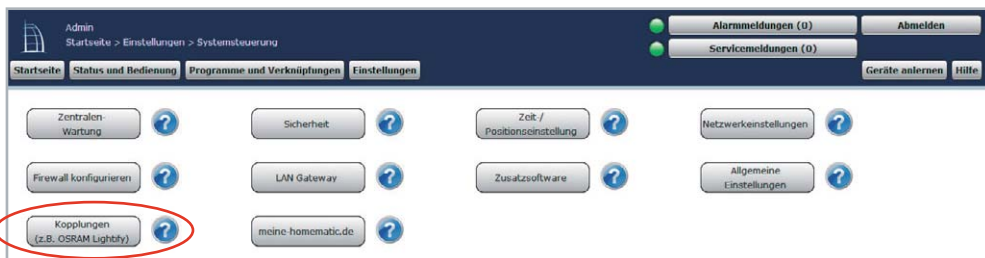 Admin
Startseite > Einstellungen > Systemsteuerung
Alarmmeldungen (0)
Abmelden
Servicemeldungen (0)
Startseite
Status und Bedienung
Programme und Verknüpfungen
Einstellungen
Geräte anlernen
Hilfe
Zentralen-
Wartung
?
Sicherheit
?
Zeit-/
Positionseinstellung
?
Netzwerkeinstellungen
?
Firewall konfigurieren
?
LAN Gateway
?
Zusatzsoftware
?
Allgemeine
Einstellungen
?
Kopplungen
(z.B. OSRAM Lightify)
?
meine-homematic.de
?